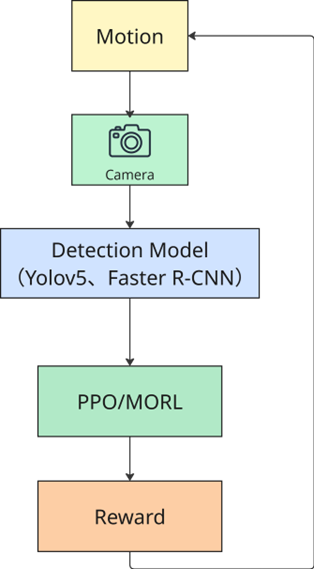 Motion
Camera
Detection Model
（Yolov5、Faster R-CNN）
PPO/MORL
Reward